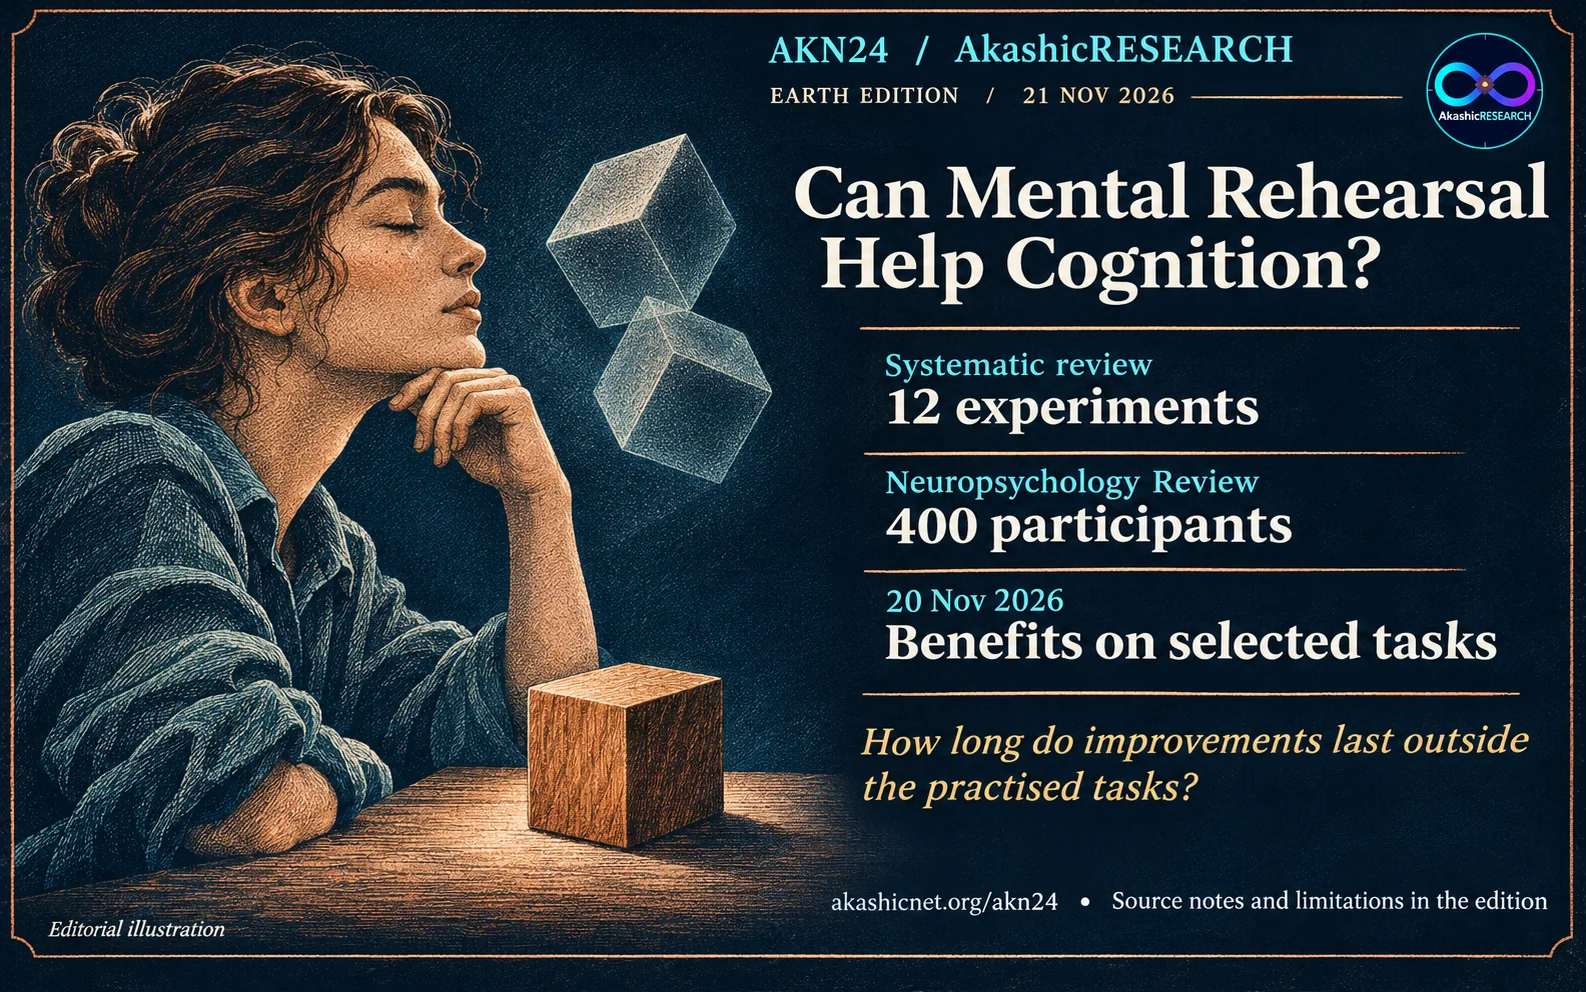 AKN24 / AkashicRESEARCH
EARTH EDITION / 21 NOV 2026
AkashicRESEARCH
Can Mental Rehearsal
Help Cognition?
Systematic review
12 experiments
Neuropsychology Review
400 participants
20 Nov 2026
Benefits on selected tasks
How long do improvements last outside
the practised tasks?
akashicnet.org/akn24 • Source notes and limitations in the edition
Editorial illustration